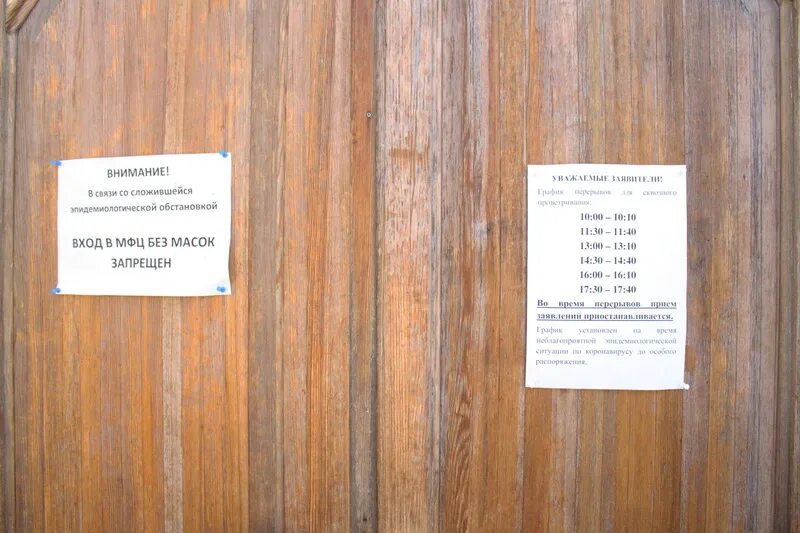 ВНИМАНИЕ!
В связи со сложившейся
эпидемиологической обстановкой
ВХОД В МФЦ БЕЗ МАСОК
ЗАПРЕЩЕН
УВАЖАЕМЫЕ ЗАЯВИТЕЛИ!
График перерывов для сквозного
проветривания:
10:00 – 10:10
11:30 – 11:40
13:00 – 13:10
14:30 – 14:40
16:00 – 16:10
17:30 – 17:40
Во время перерывов прием
заявлений приостанавливается.
График установлен на время
неблагоприятной эпидемиологической
ситуации по коронавирусу до особого
распоряжения.